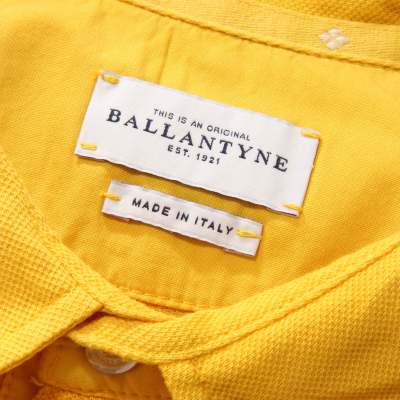 THIS IS AN ORIGINAL
BALLANTYNE
EST. 1921
MADE IN ITALY